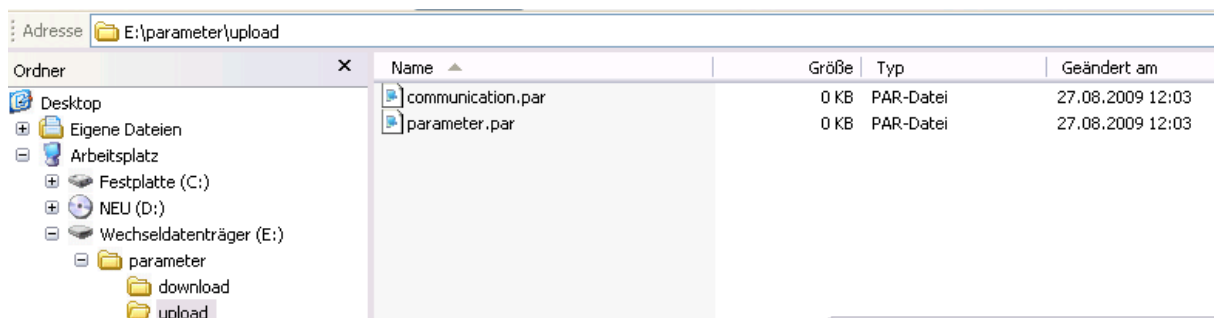 Adresse E:\parameter\upload
Ordner
Desktop
Eigene Dateien
Arbeitsplatz
Festplatte (C:)
NEU (D:)
Wechseldatenträger (E:)
parameter
download
upload
Name Größe Typ Geändert am
communication.par 0 KB PAR-Datei 27.08.2009 12:03
parameter.par 0 KB PAR-Datei 27.08.2009 12:03